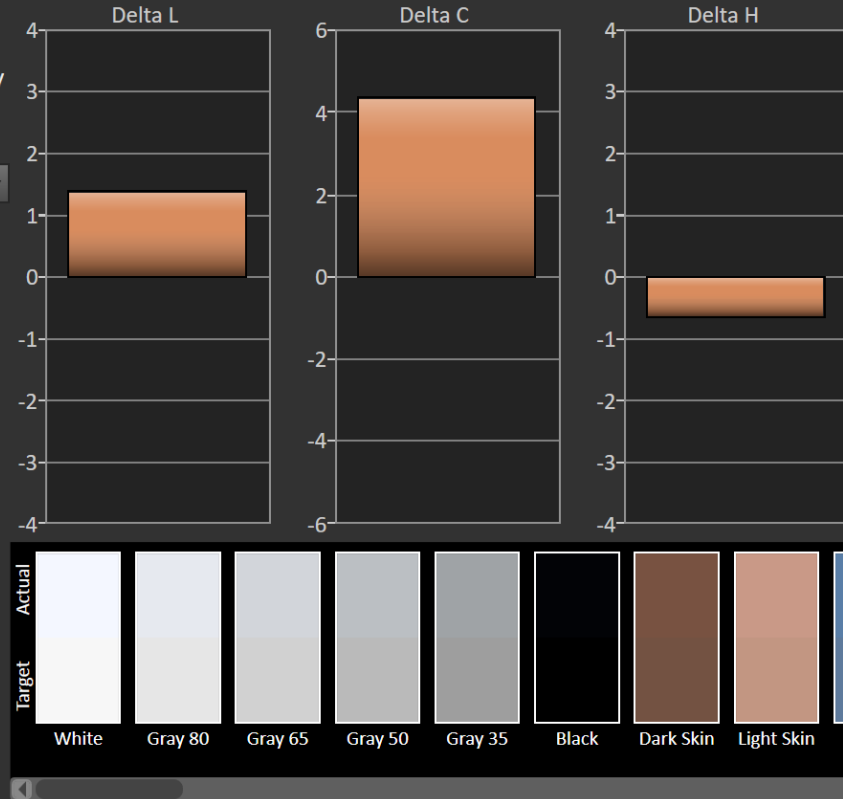 Delta L
Delta C
Delta H
4
3
2
1
0
-1
-2
-3
-4
6
4
2
0
-2
-4
-6
4
3
2
1
0
-1
-2
-3
-4
Actual
Target
White
Gray 80
Gray 65
Gray 50
Gray 35
Black
Dark Skin
Light Skin